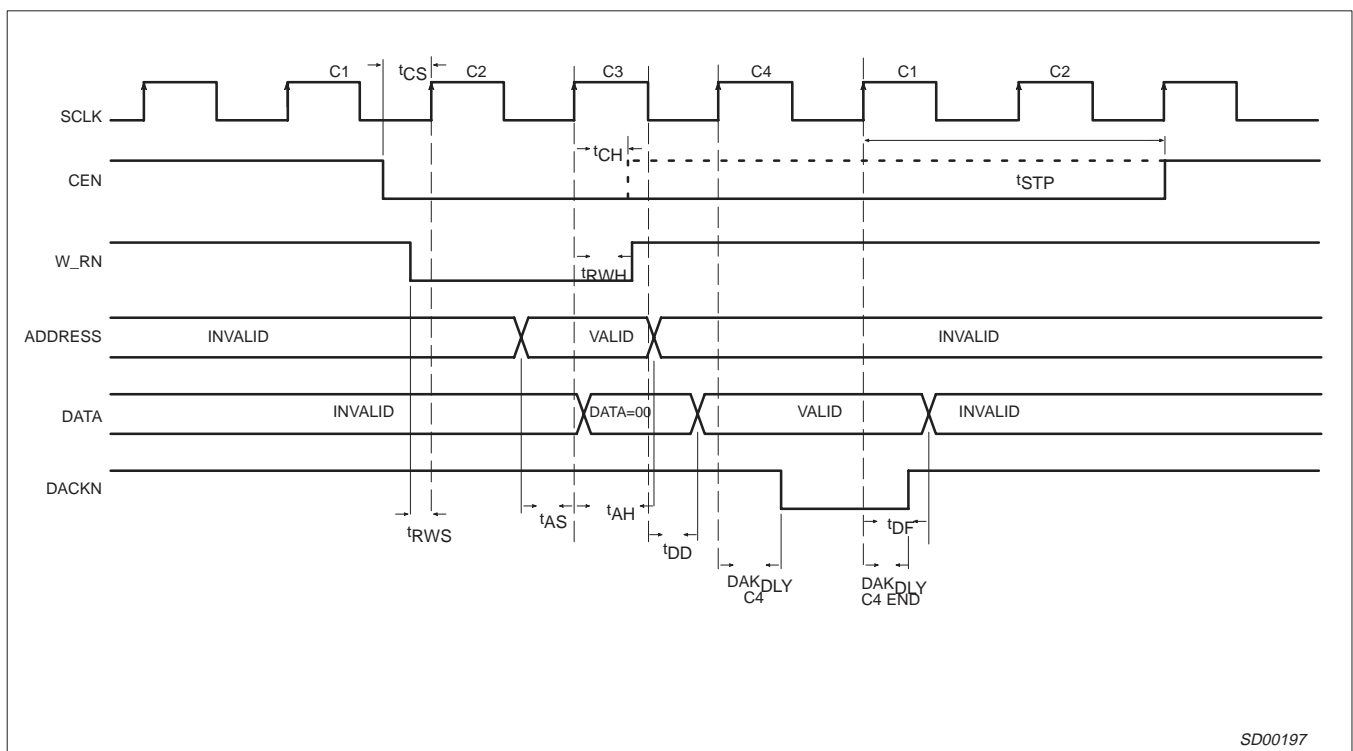 C1
tCS
C2
C3
C4
C1
C2
SCLK
tCH
CEN
tSTP
W_RN
tRWH
ADDRESS
INVALID
VALID
INVALID
DATA
INVALID
DATA=00
VALID
INVALID
DACKN
tRWS
tAS
tAH
tDD
tDF
DAKDLY
C4
DAKDLY
C4 END
SD00197